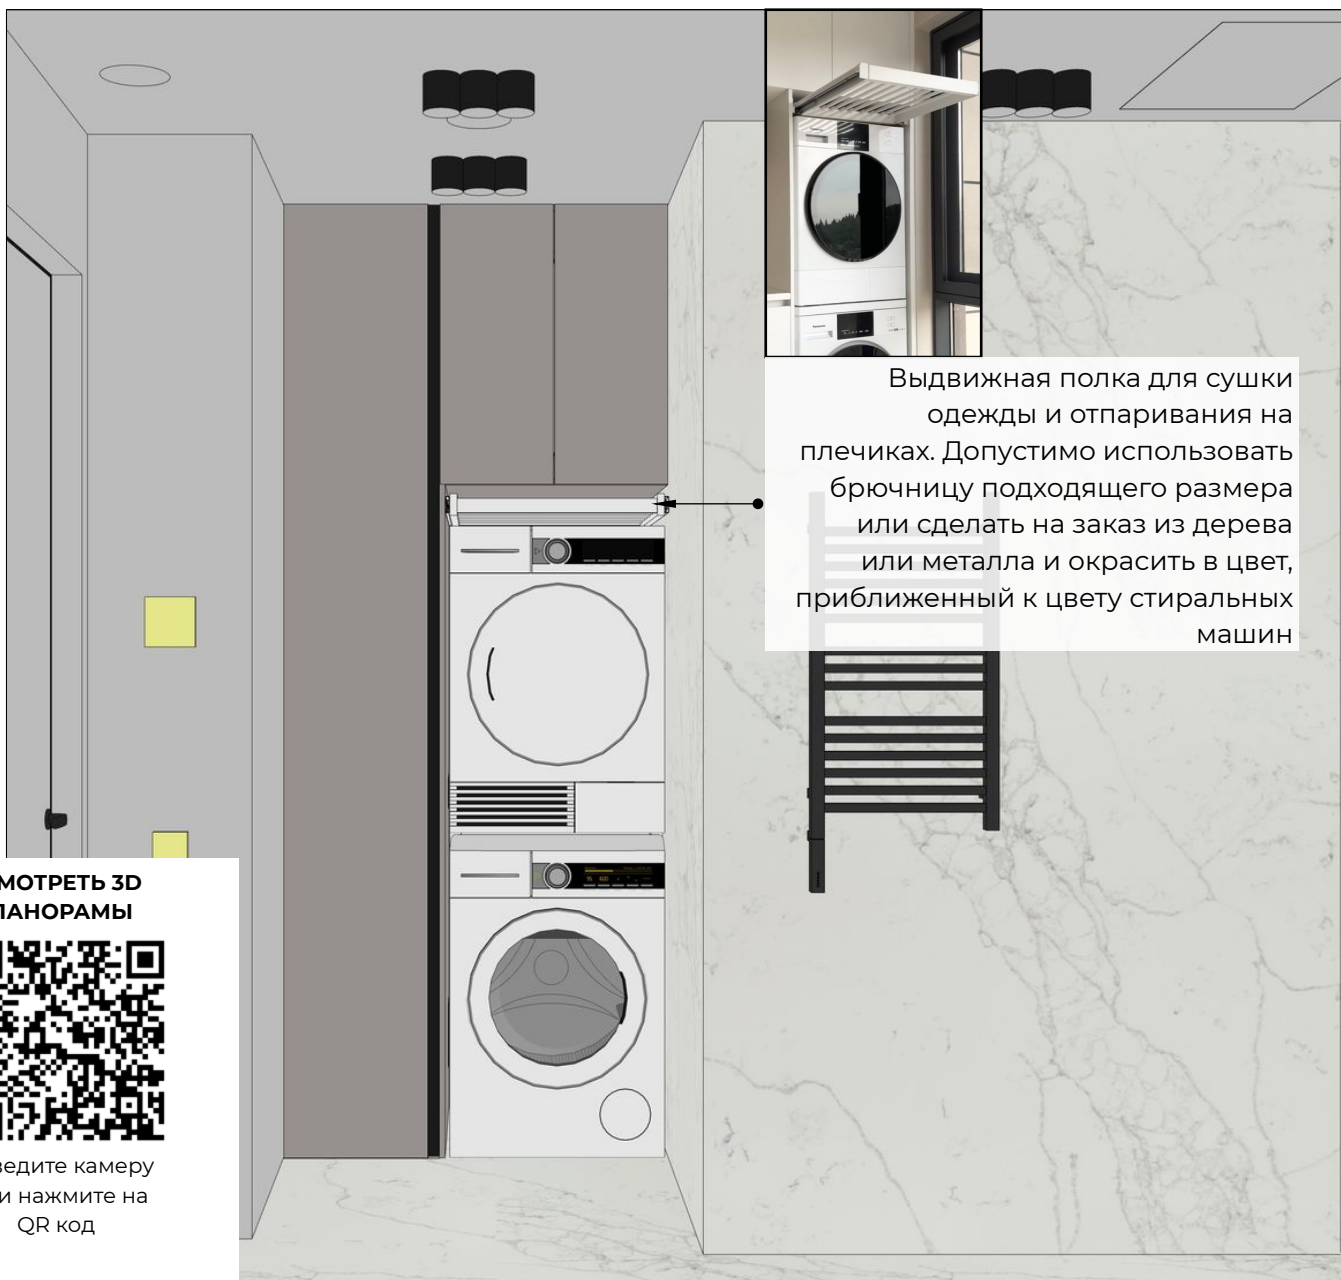 Выдвижная полка для сушки
одежды и отпаривания на
плечиках. Допустимо использовать
брючницу подходящего размера
или сделать на заказ из дерева
или металла и окрасить в цвет,
приближенный к цвету стиральных
машин
МОТРЕТЬ 3D
АНОРАМЫ
ведите камеру
и нажмите на
QR код